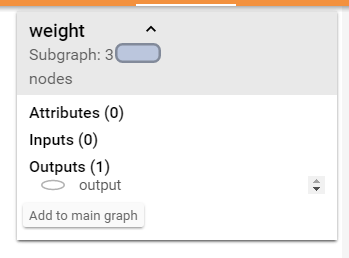 weight
Subgraph: 3
nodes
Attributes (0)
Inputs (0)
Outputs (1)
output
Add to main graph